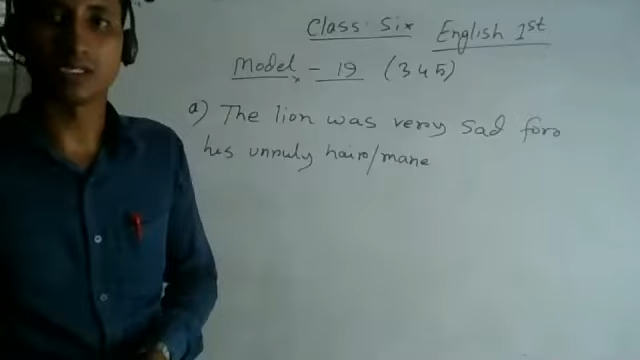 Class: Six English 1st
Model - 19 (345)
a) The lion was very sad for
his unruly hair/mane